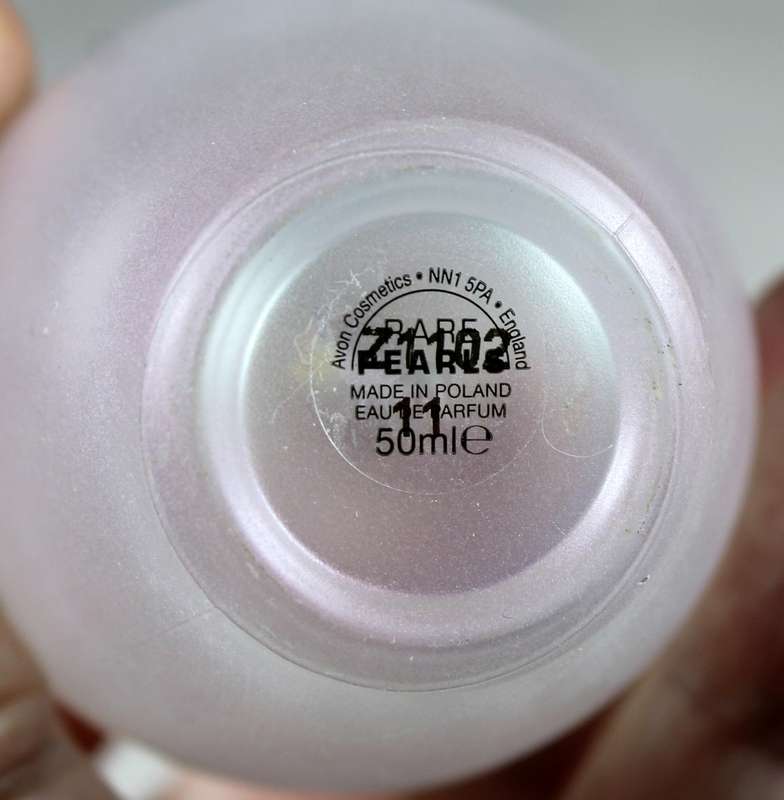 Avon Cosmetics • NN1 5PA • England
RARE
Z1102
PEARLS
MADE IN POLAND
EAU DE PARFUM
11
50ml℮